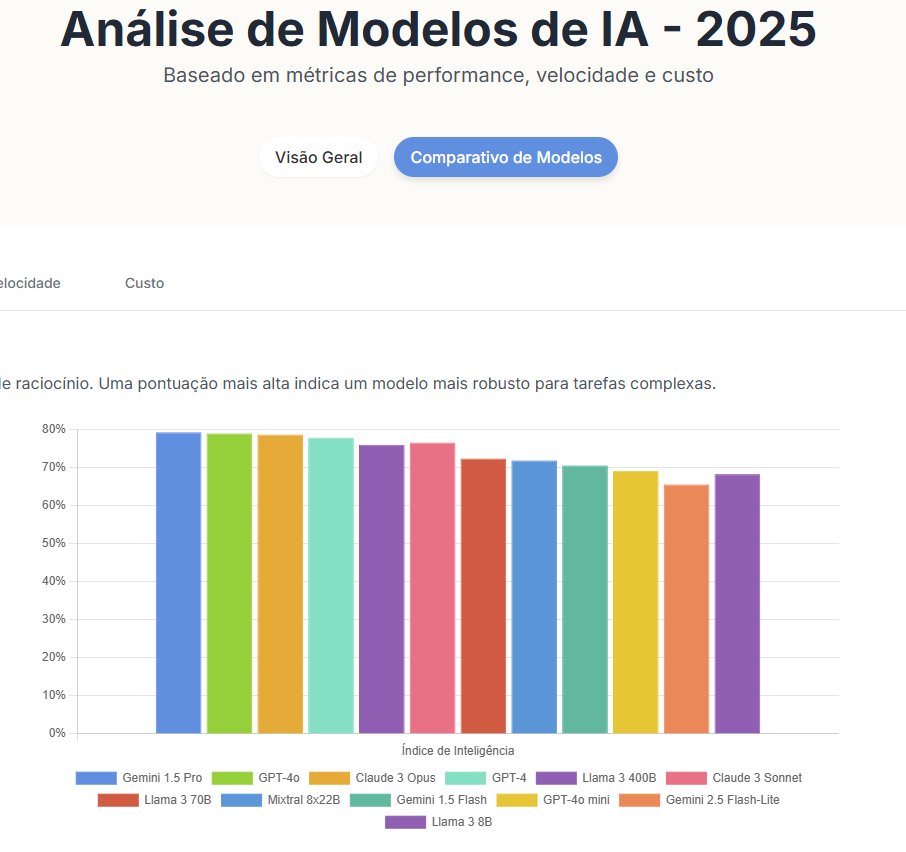 Análise de Modelos de IA - 2025
Baseado em métricas de performance, velocidade e custo
Visão Geral Comparativo de Modelos
elocidade Custo
le raciocínio. Uma pontuação mais alta indica um modelo mais robusto para tarefas complexas.
80%
70%
60%
50%
40%
30%
20%
10%
0%
Índice de Inteligência
Gemini 1.5 Pro GPT-4o Claude 3 Opus GPT-4 Llama 3 400B Claude 3 Sonnet
Llama 3 70B Mixtral 8x22B Gemini 1.5 Flash GPT-4o mini Gemini 2.5 Flash-Lite
Llama 3 8B